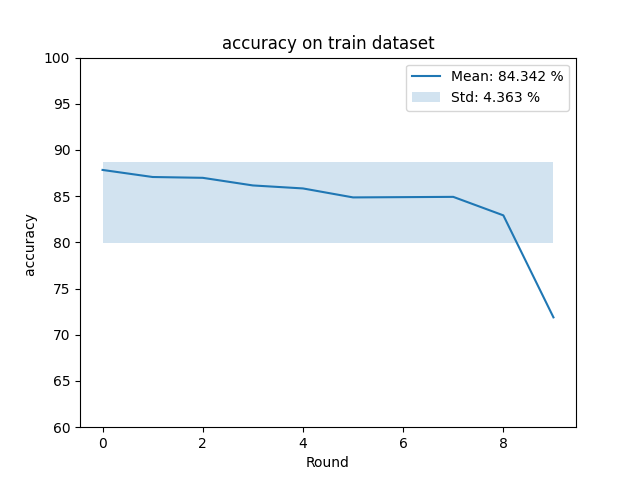 accuracy on train dataset
Mean: 84.342 %
Std: 4.363 %
100
95
90
85
80
75
70
65
60
accuracy
0 2 4 6 8
Round